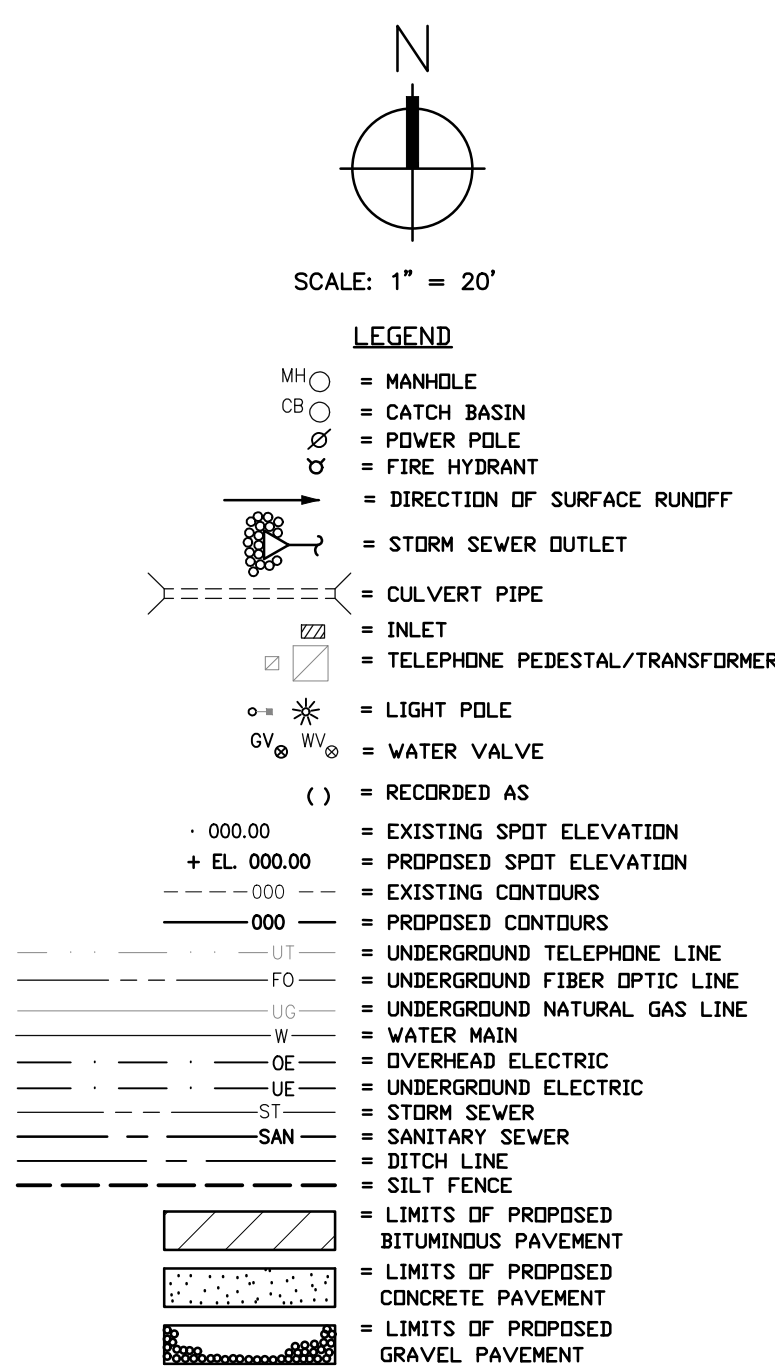 N
SCALE: 1" = 20'
LEGEND
MH = MANHOLE
CB = CATCH BASIN
= POWER POLE
= FIRE HYDRANT
= DIRECTION OF SURFACE RUNOFF
= STORM SEWER OUTLET
= CULVERT PIPE
= INLET
= TELEPHONE PEDESTAL/TRANSFORMER
= LIGHT POLE
GV WV = WATER VALVE
( ) = RECORDED AS
· 000.00 = EXISTING SPOT ELEVATION
+ EL. 000.00 = PROPOSED SPOT ELEVATION
000 = EXISTING CONTOURS
000 = PROPOSED CONTOURS
UT = UNDERGROUND TELEPHONE LINE
FO = UNDERGROUND FIBER OPTIC LINE
UG = UNDERGROUND NATURAL GAS LINE
W = WATER MAIN
OE = OVERHEAD ELECTRIC
UE = UNDERGROUND ELECTRIC
ST = STORM SEWER
SAN = SANITARY SEWER
= DITCH LINE
= SILT FENCE
= LIMITS OF PROPOSED
BITUMINOUS PAVEMENT
= LIMITS OF PROPOSED
CONCRETE PAVEMENT
= LIMITS OF PROPOSED
GRAVEL PAVEMENT